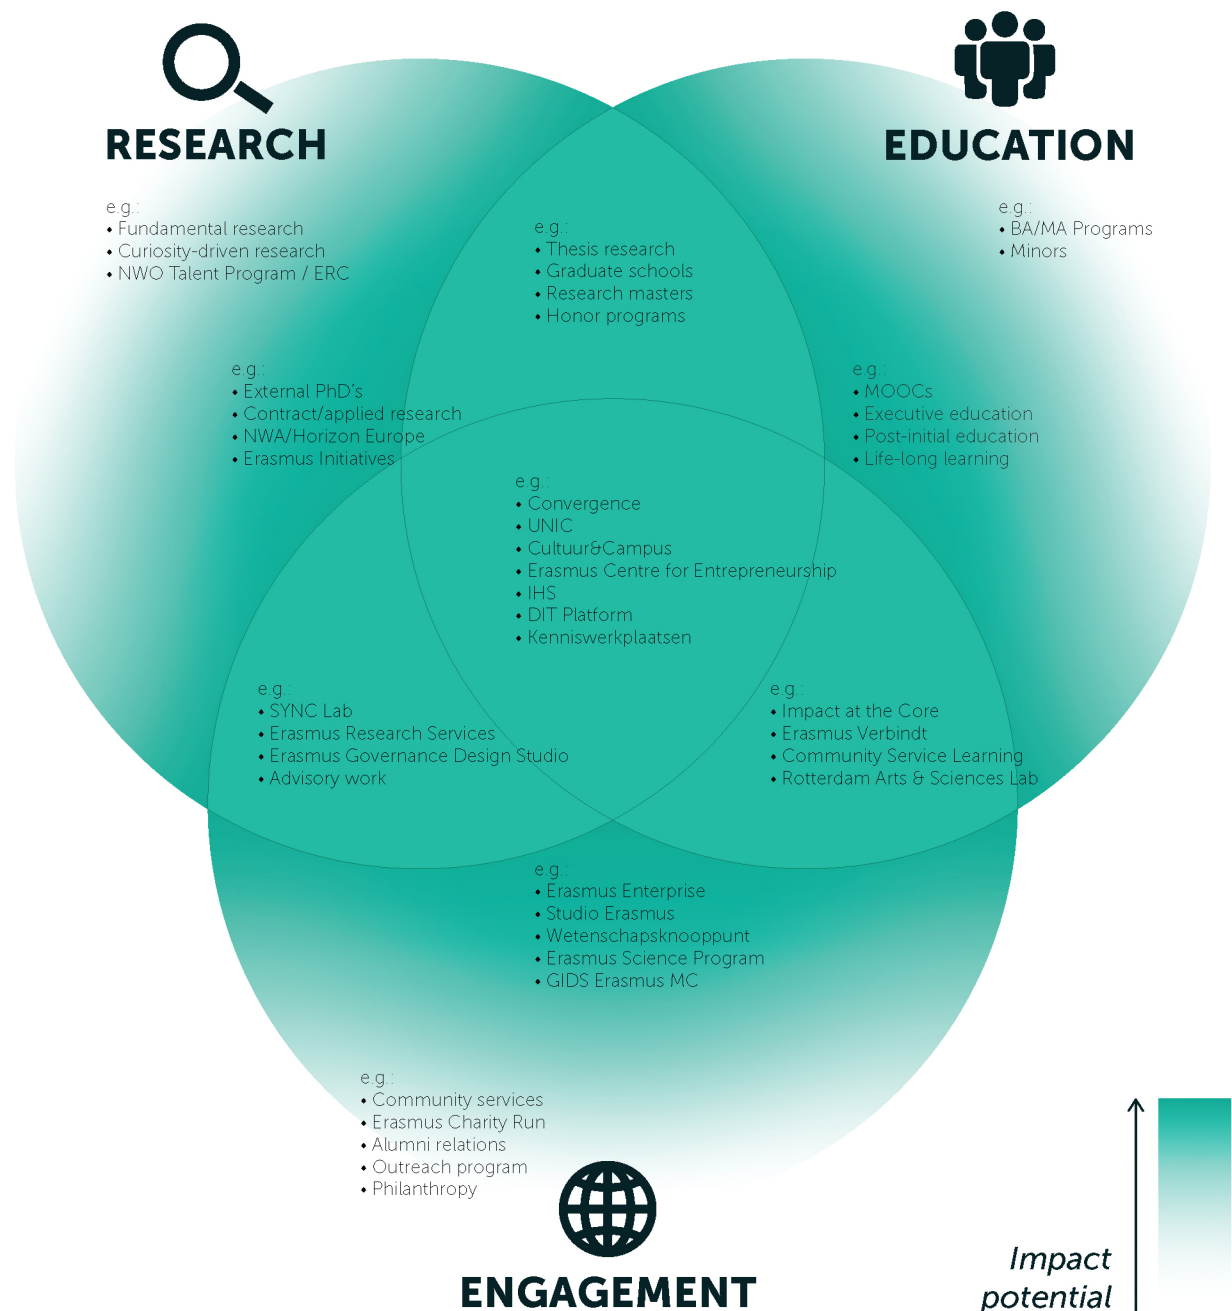 RESEARCH
e.g.:
• Fundamental research
• Curiosity-driven research
• NWO Talent Program / ERC
EDUCATION
e.g.:
• BA/MA Programs
• Minors
e.g.:
• Thesis research
• Graduate schools
• Research masters
• Honor programs
e.g.:
• External PhD's
• Contract/applied research
• NWA/Horizon Europe
• Erasmus Initiatives
e.g.:
• MOOCs
• Executive education
• Post-initial education
• Life-long learning
e.g.:
• Convergence
• UNIC
• Cultuur&Campus
• Erasmus Centre for Entrepreneurship
• IHS
• DIT Platform
• Kenniswerkplaatsen
e.g.:
• SYNC Lab
• Erasmus Research Services
• Erasmus Governance Design Studio
• Advisory work
e.g.:
• Impact at the Core
• Erasmus Verbindt
• Community Service Learning
• Rotterdam Arts & Sciences Lab
e.g.:
• Erasmus Enterprise
• Studio Erasmus
• Wetenschapsknooppunt
• Erasmus Science Program
• GIDS Erasmus MC
e.g.:
• Community services
• Erasmus Charity Run
• Alumni relations
• Outreach program
• Philanthropy
ENGAGEMENT
Impact
potential